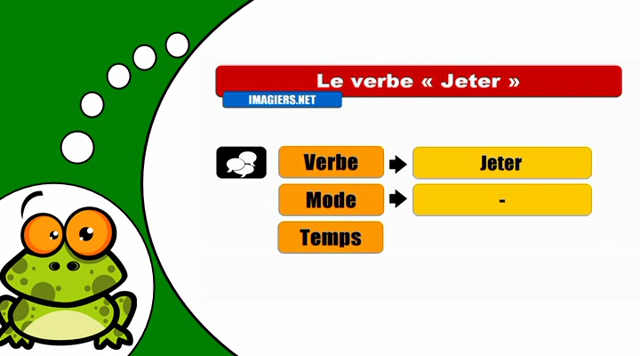 Le verbe « Jeter »
IMAGIERS.NET
Verbe Jeter
Mode -
Temps